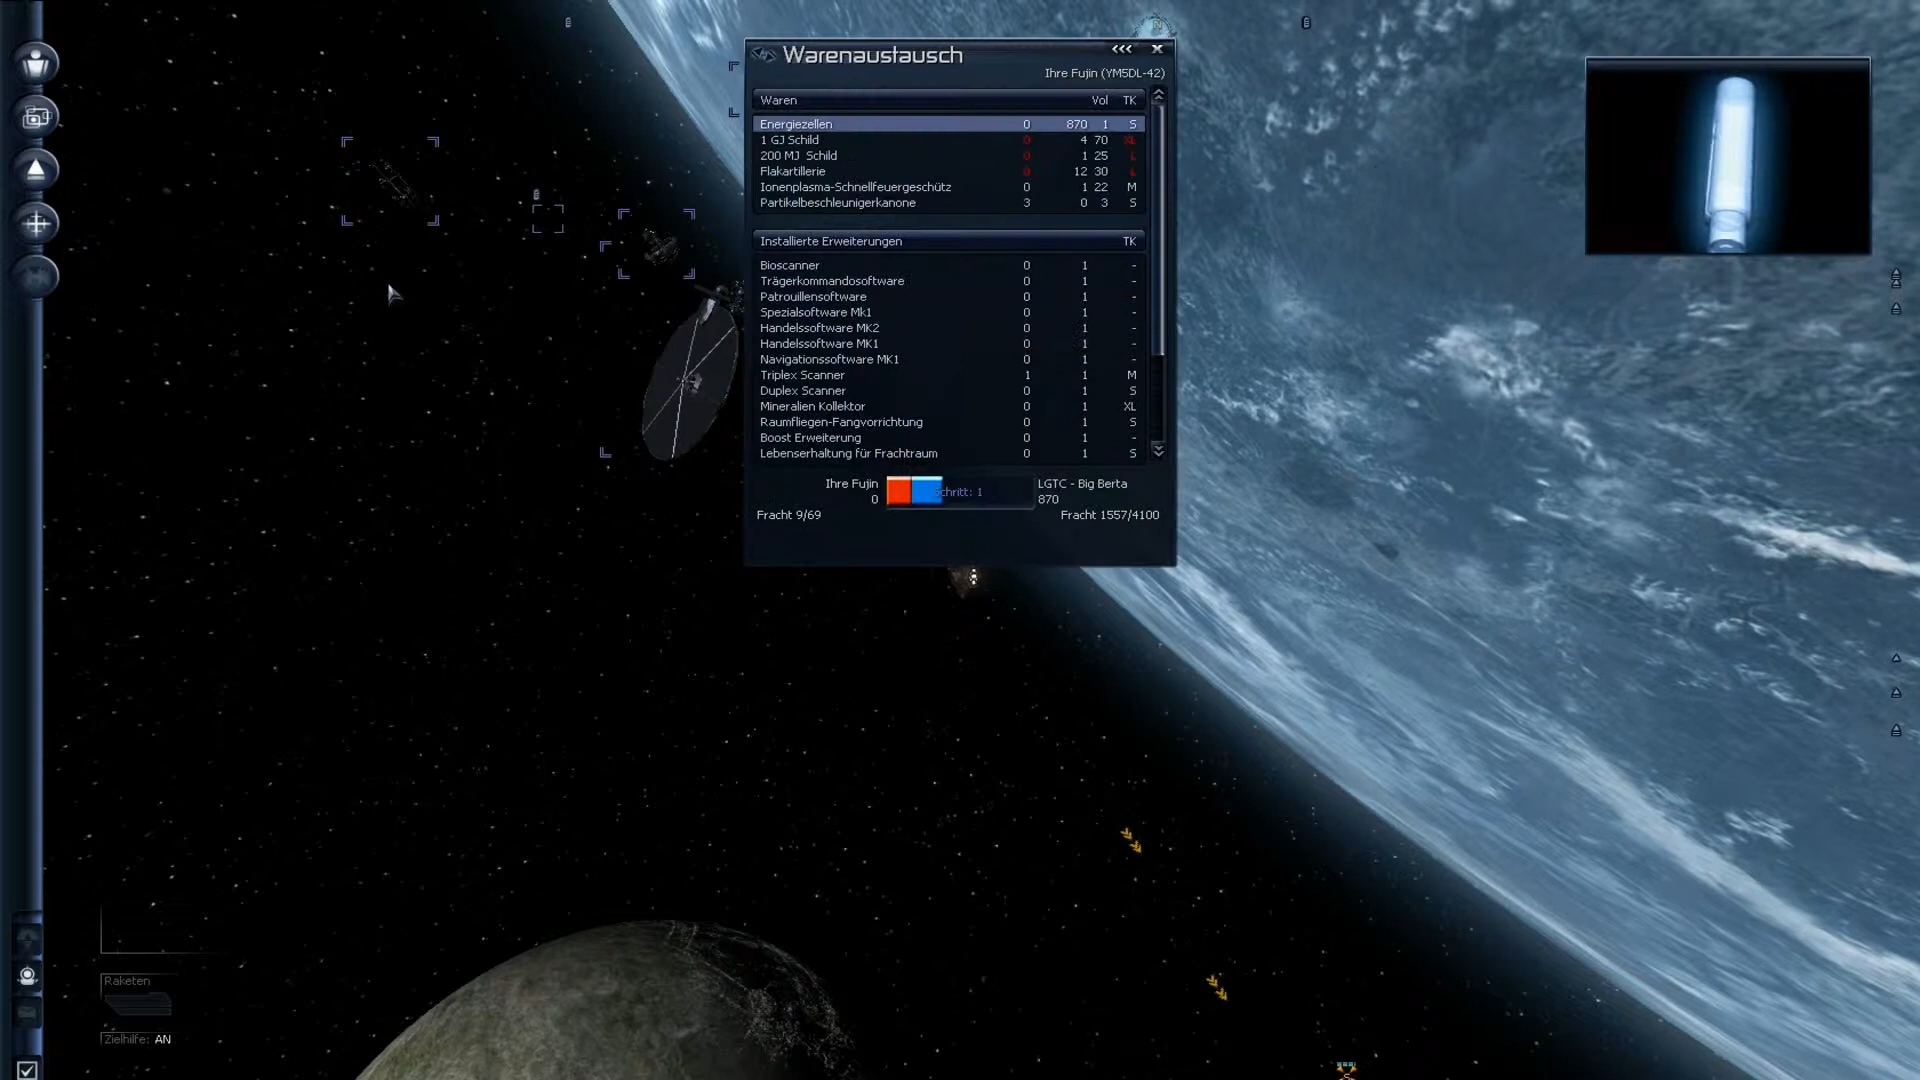 N
Warenaustausch
Ihre Fujin (YM5DL-42)
Waren Vol TK
Energiezellen 0 870 1 S
1 GJ Schild 0 4 70 XL
200 MJ Schild 0 1 25 L
Flakartillerie 0 12 30 L
Ionenplasma-Schnellfeuergeschütz 0 1 22 M
Partikelbeschleunigerkanone 3 0 3 S
Installierte Erweiterungen TK
Bioscanner 0 1 -
Trägerkommandosoftware 0 1 -
Patrouillensoftware 0 1 -
Spezialsoftware Mk1 0 1 -
Handelssoftware MK2 0 1 -
Handelssoftware MK1 0 1 -
Navigationssoftware MK1 0 1 -
Triplex Scanner 1 1 M
Duplex Scanner 0 1 S
Mineralien Kollektor 0 1 XL
Raumfliegen-Fangvorrichtung 0 1 S
Boost Erweiterung 0 1 -
Lebenserhaltung für Frachtraum 0 1 S
Ihre Fujin LGTC - Big Berta
0 Schritt: 1 870
Fracht 9/69 Fracht 1557/4100
Raketen
Zielhilfe: AN